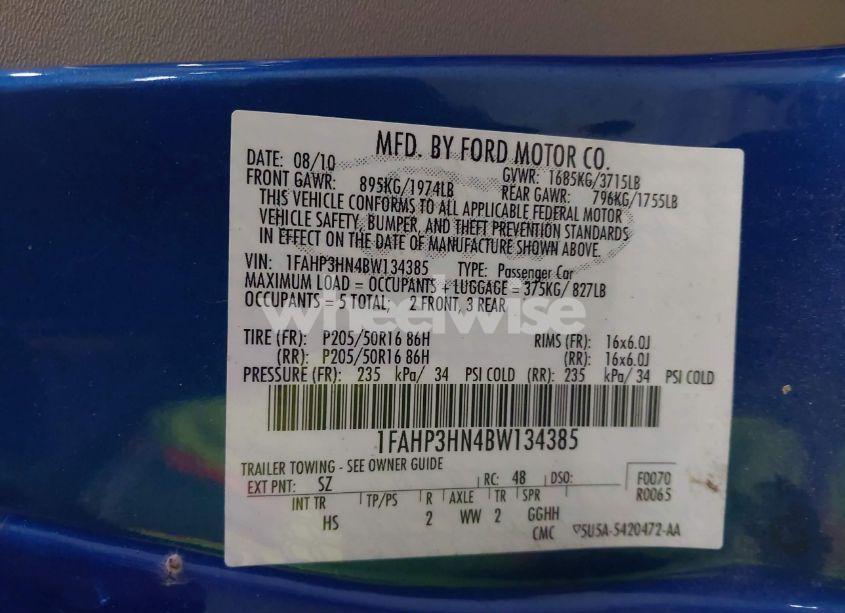 MFD. BY FORD MOTOR CO.
DATE: 08/10 GVWR: 1685KG/3715LB
FRONT GAWR: 895KG/1974LB REAR GAWR: 796KG/1755LB
THIS VEHICLE CONFORMS TO ALL APPLICABLE FEDERAL MOTOR
VEHICLE SAFETY, BUMPER, AND THEFT PREVENTION STANDARDS
IN EFFECT ON THE DATE OF MANUFACTURE SHOWN ABOVE.
VIN: 1FAHP3HN4BW134385 TYPE: Passenger Car
MAXIMUM LOAD = OCCUPANTS + LUGGAGE = 375KG/ 827LB
OCCUPANTS = 5 TOTAL; 2 FRONT, 3 REAR
wheelwise
TIRE (FR): P205/50R16 86H RIMS (FR): 16x6.0J
(RR): P205/50R16 86H (RR): 16x6.0J
PRESSURE (FR): 235 kPa/ 34 PSI COLD (RR): 235 kPa/ 34 PSI COLD
1FAHP3HN4BW134385
TRAILER TOWING - SEE OWNER GUIDE
EXT PNT: SZ RC: 48 DSO: F0070
INT TR TP/PS R AXLE TR SPR R0065
HS 2 WW 2 GGHH
CMC 5U5A-5420472-AA